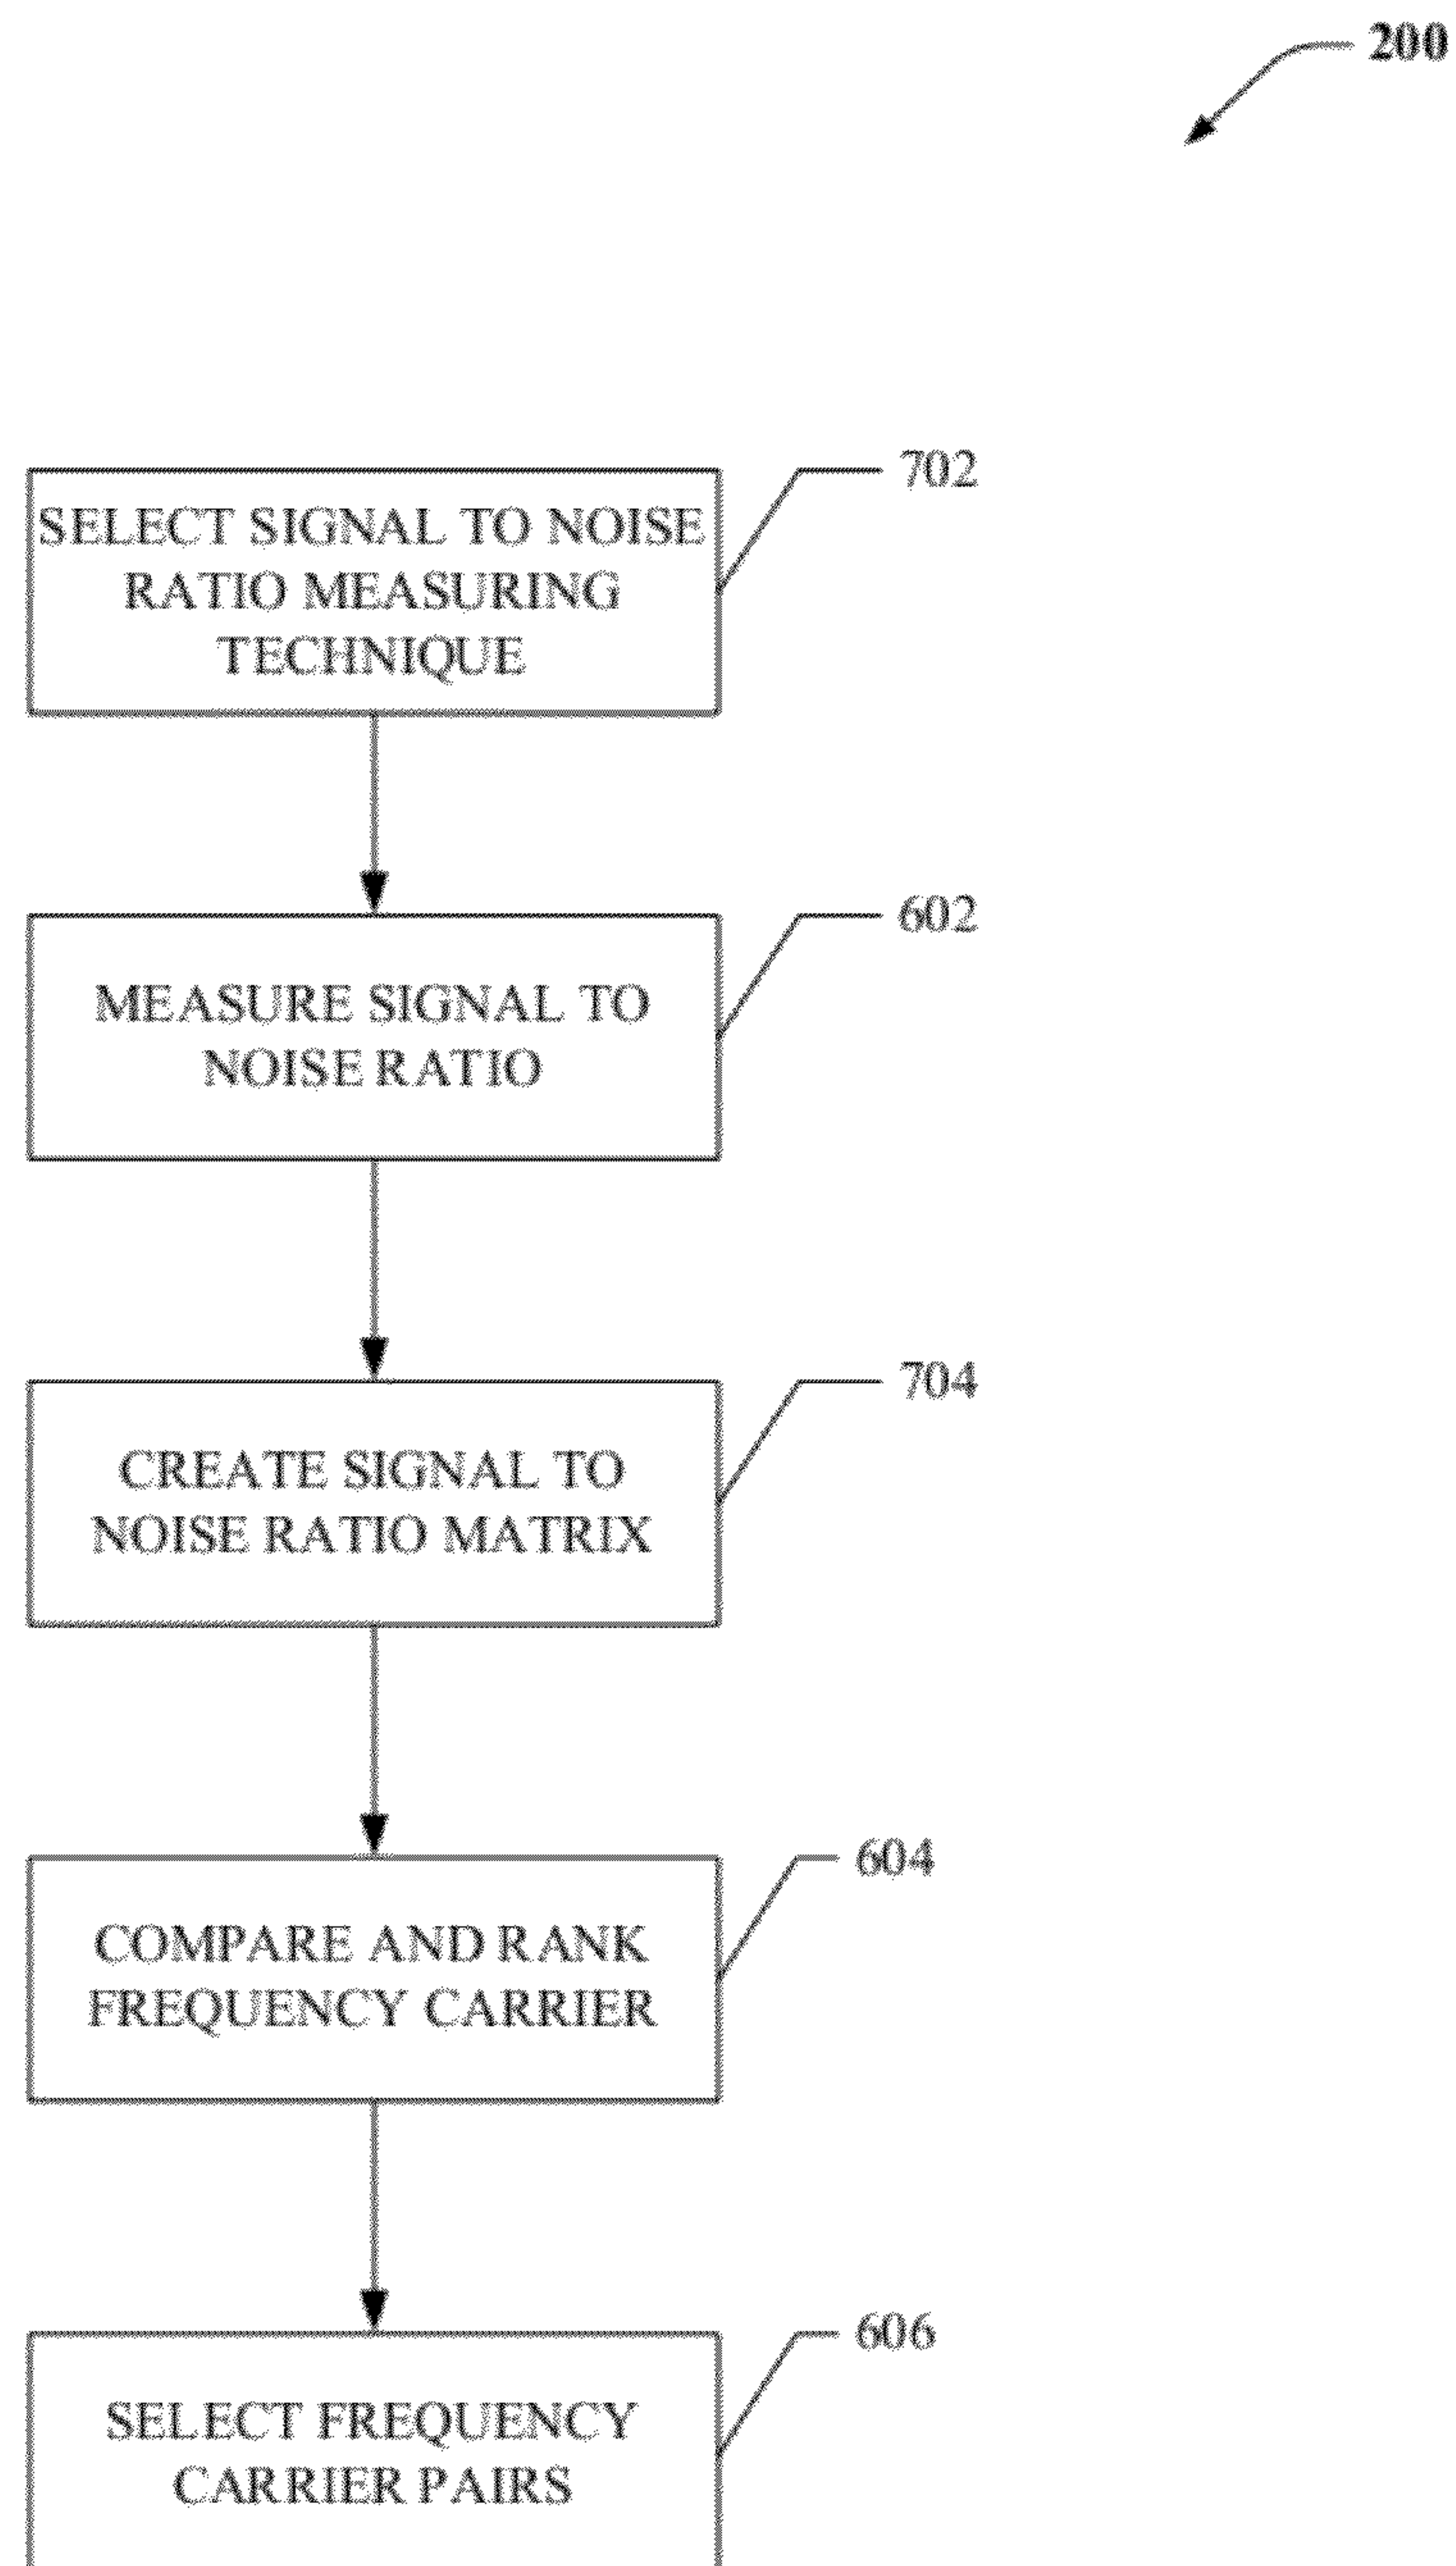 200
702
SELECT SIGNAL TO NOISE
RATIO MEASURING
TECHNIQUE
602
MEASURE SIGNAL TO
NOISE RATIO
704
CREATE SIGNAL TO
NOISE RATIO MATRIX
604
COMPARE AND RANK
FREQUENCY CARRIER
606
SELECT FREQUENCY
CARRIER PAIRS